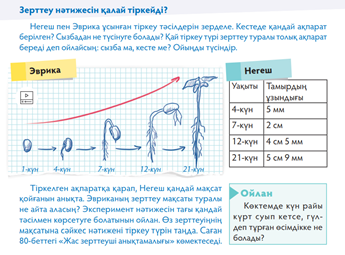 Зерттеу нәтижесін қалай тіркейді?
Негеш пен Эврика ұсынған тіркеу тәсілдерін зерделе. Кестеде қандай ақпарат
берілген? Сызбадан не түсінуге болады? Қай тіркеу түрі зерттеу туралы толық ақпарат
береді деп ойлайсың: сызба ма, кесте ме? Ойыңды түсіндір.
Эврика
1-күн 4-күн 7-күн 12-күн 21-күн
Негеш
Уақыты Тамырдың
ұзындығы
4-күн 5 мм
7-күн 2 см
12-күн 4 см 5 мм
21-күн 5 см 9 мм
Тіркелген ақпаратқа қарап, Негеш қандай мақсат
қойғанын анықта. Эвриканың зерттеу мақсаты туралы
не айта аласың? Эксперимент нәтижесін тағы қандай
тәсілмен көрсетуге болатынын ойлан. Өз зерттеуіңнің
мақсатына сәйкес нәтижені тіркеу түрін таңда. Саған
80-беттегі «Жас зерттеуші анықтамалығы» көмектеседі.
Ойлан
Көктемде күн райы
күрт суып кетсе, гүл-
деп тұрған өсімдікке не
болады?